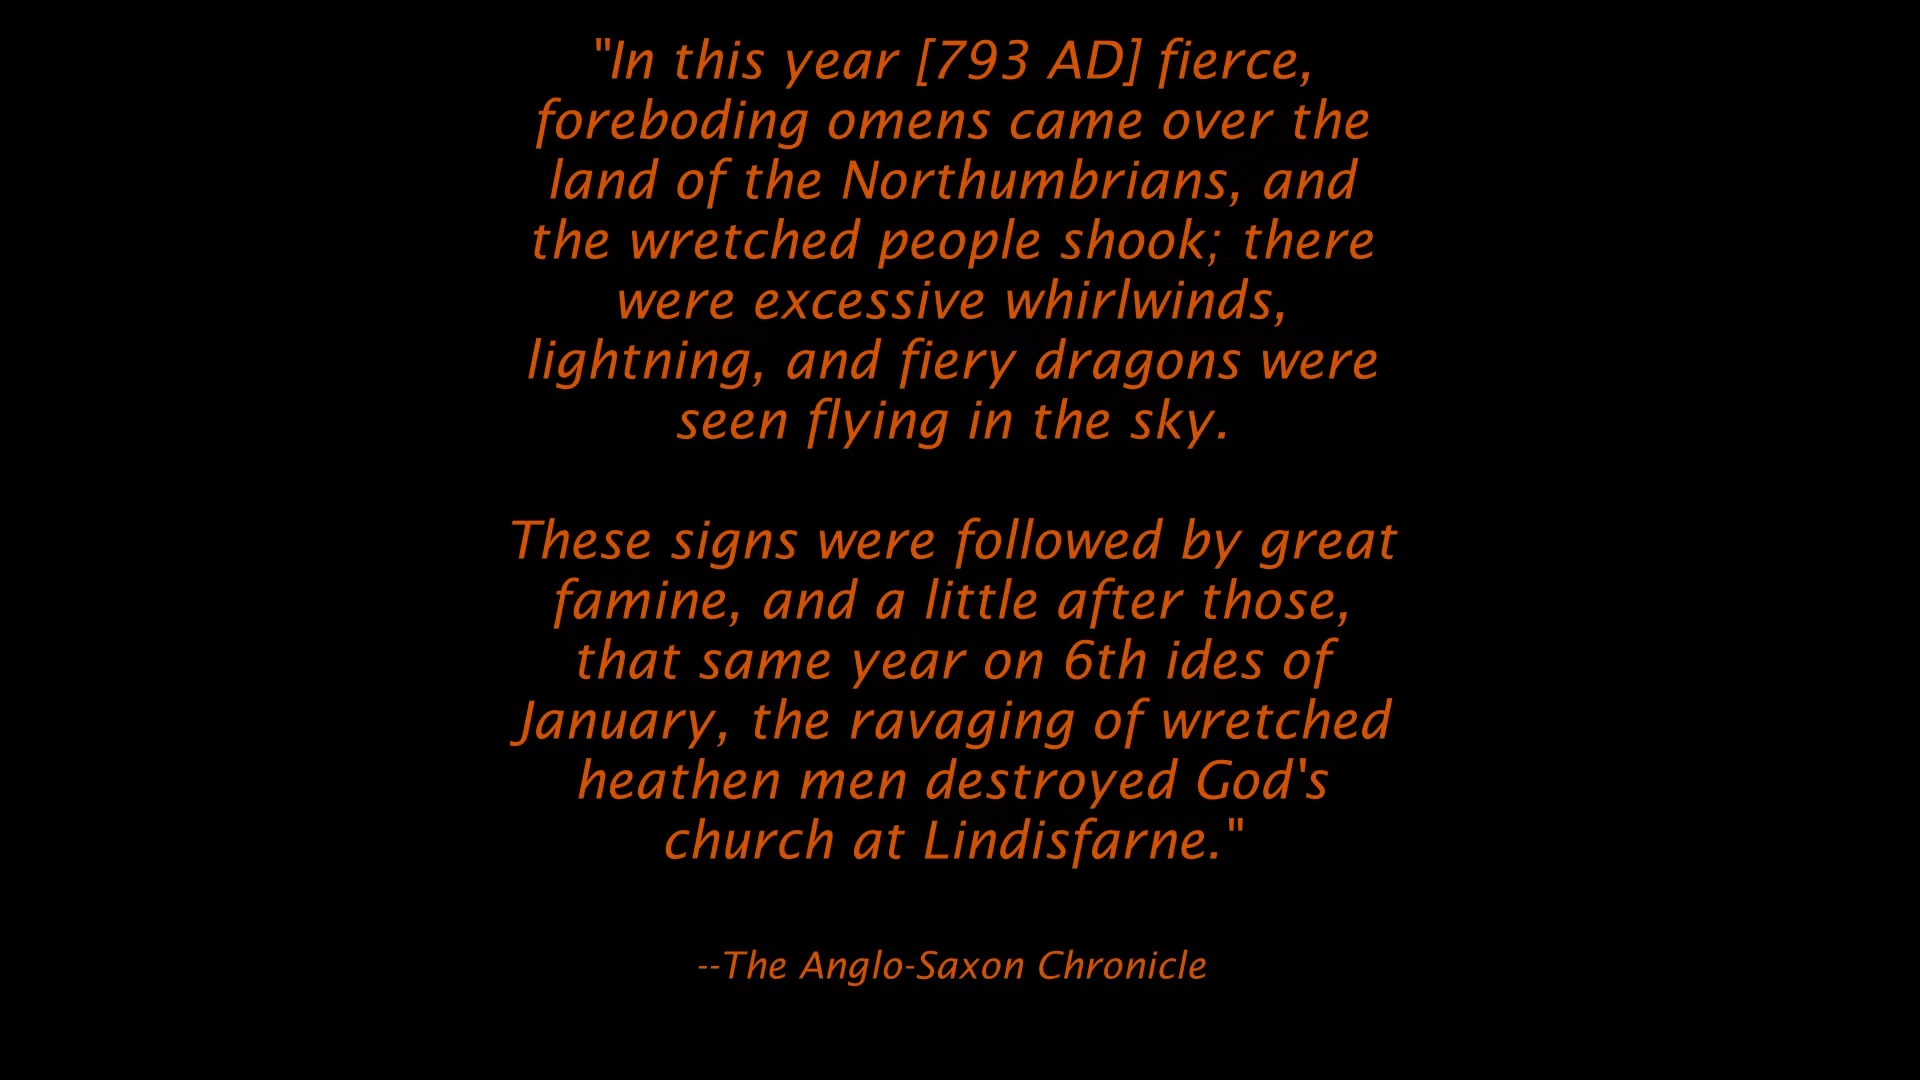 "In this year [793 AD] fierce,
foreboding omens came over the
land of the Northumbrians, and
the wretched people shook; there
were excessive whirlwinds,
lightning, and fiery dragons were
seen flying in the sky.
These signs were followed by great
famine, and a little after those,
that same year on 6th ides of
January, the ravaging of wretched
heathen men destroyed God's
church at Lindisfarne."
--The Anglo-Saxon Chronicle